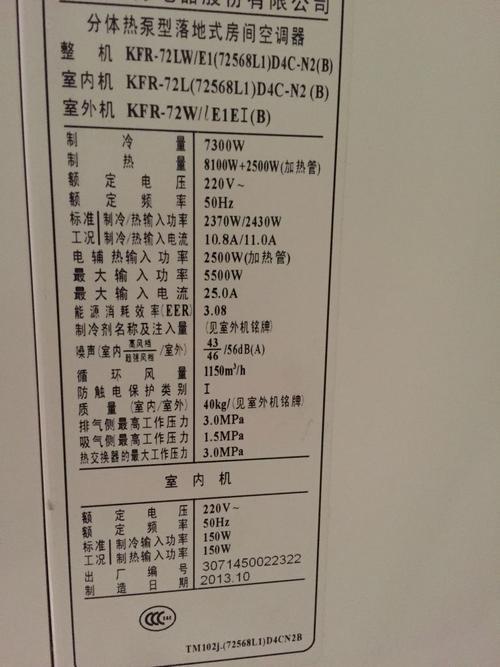 电器股份有限公司
分体热泵型落地式房间空调器
整 机 KFR-72LW/E1(72568L1)D4C-N2(B)
室内机 KFR-72L(72568L1)D4C-N2(B)
室外机 KFR-72W/lE1EI(B)
制冷量 7300W
制热量 8100W+2500W(加热管)
额定电压 220V~
额定频率 50Hz
标准|制冷/热输入功率 2370W/2430W
工况|制冷/热输入电流 10.8A/11.0A
电辅热输入功率 2500W(加热管)
最大输入功率 5500W
最大输入电流 25.0A
能源消耗效率(EER) 3.08
制冷剂名称及注入量 (见室外机铭牌)
噪声(室内 高风档/超强风档 /室外) 43/46 /56dB(A)
循环风量 1150m³/h
防触电保护类别 I
质量(室内/室外) 40kg/(见室外机铭牌)
排气侧最高工作压力 3.0MPa
吸气侧最高工作压力 1.5MPa
热交换器的最大工作压力 3.0MPa
室内机
额定电压 220V~
额定频率 50Hz
标准|制冷输入功率 150W
工况|制热输入功率 150W
出厂编号 3071450022322
制造日期 2013.10
TM102j.(72568L1)D4CN2B